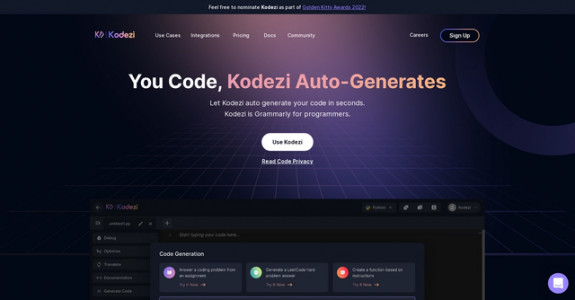 Feel free to nominate Kodezi as part of Golden Kitty Awards 2022!
Kodezi
Use Cases
Integrations
Pricing
Docs
Community
Careers
Sign Up
You Code, Kodezi Auto-Generates
Let Kodezi auto generate your code in seconds.
Kodezi is Grammarly for programmers.
Use Kodezi
Read Code Privacy
Kodezi
Python
Kodezi
untitled.py
Start typing your code here...
Debug
Optimize
Translate
Documentation
Generate Code
Code Generation
Answer a coding problem from
an assignment
Try it Now
Generate a LeetCode hard
problem answer
Try it Now
Create a function based on
instructions
Try it Now